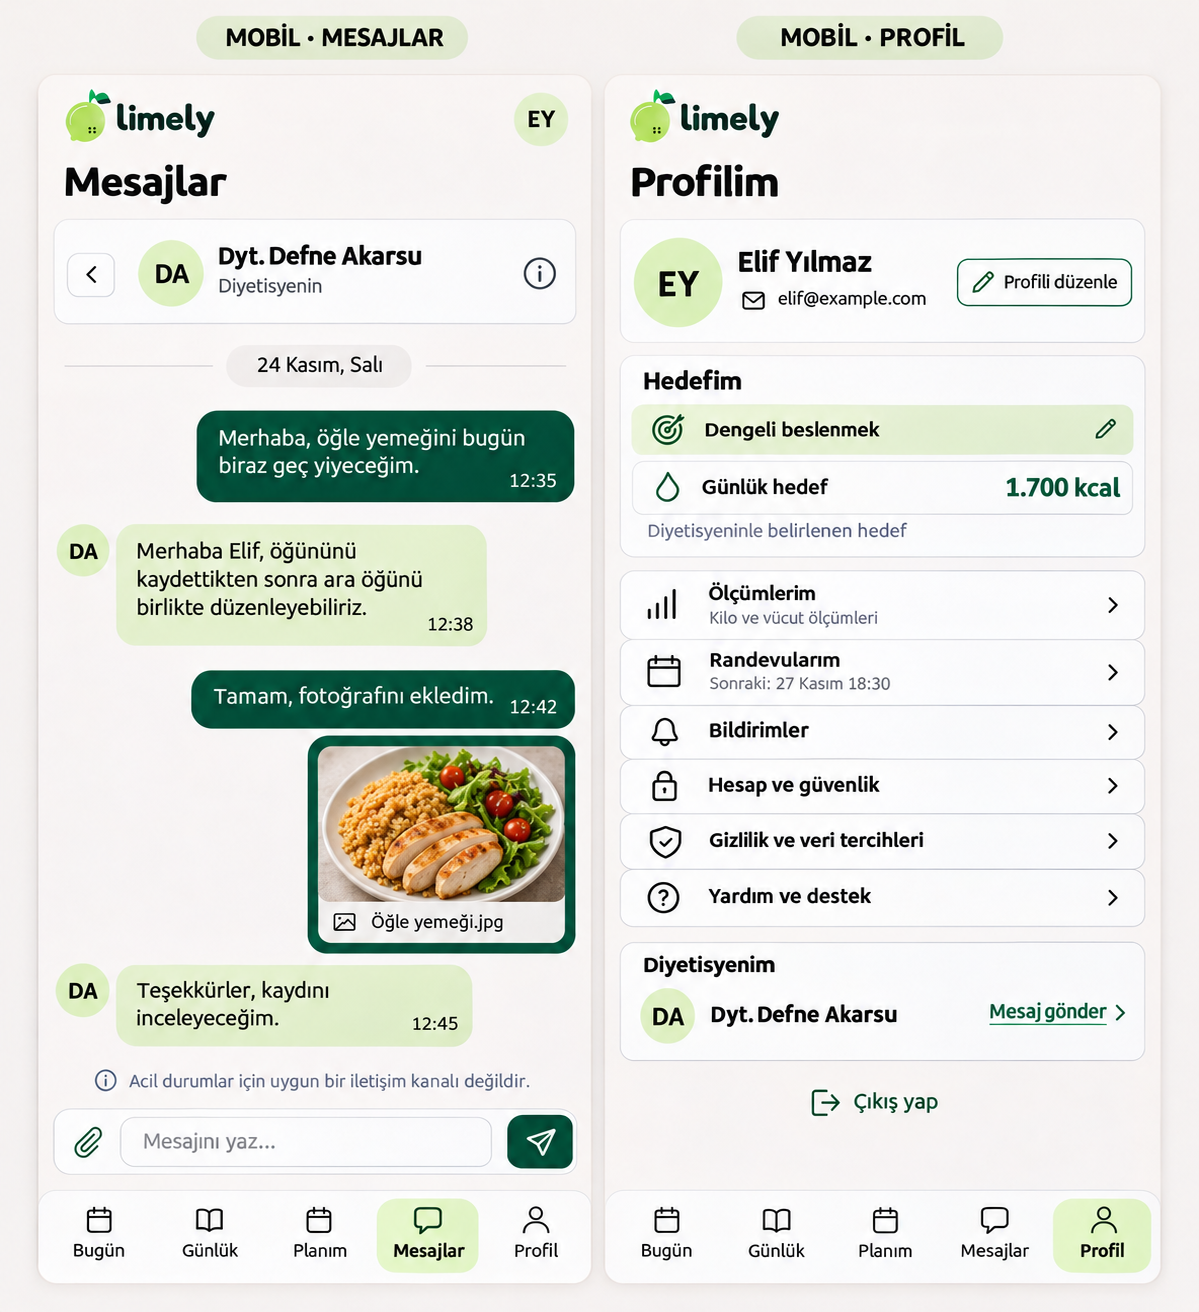 MOBİL · MESAJLAR
limely
EY
Mesajlar
DA
Dyt. Defne Akarsu
Diyetisyenin
24 Kasım, Salı
Merhaba, öğle yemeğini bugün
biraz geç yiyeceğim.
12:35
DA
Merhaba Elif, öğününü
kaydettikten sonra ara öğünü
birlikte düzenleyebiliriz.
12:38
Tamam, fotoğrafını ekledim.
12:42
Öğle yemeği.jpg
DA
Teşekkürler, kaydını
inceleyeceğim.
12:45
Acil durumlar için uygun bir iletişim kanalı değildir.
Mesajını yaz...
Bugün
Günlük
Planım
Mesajlar
Profil
MOBİL · PROFİL
limely
Profilim
EY
Elif Yılmaz
elif@example.com
Profili düzenle
Hedefim
Dengeli beslenmek
Günlük hedef
1.700 kcal
Diyetisyeninle belirlenen hedef
Ölçümlerim
Kilo ve vücut ölçümleri
Randevularım
Sonraki: 27 Kasım 18:30
Bildirimler
Hesap ve güvenlik
Gizlilik ve veri tercihleri
Yardım ve destek
Diyetisyenim
DA
Dyt. Defne Akarsu
Mesaj gönder
Çıkış yap
Bugün
Günlük
Planım
Mesajlar
Profil